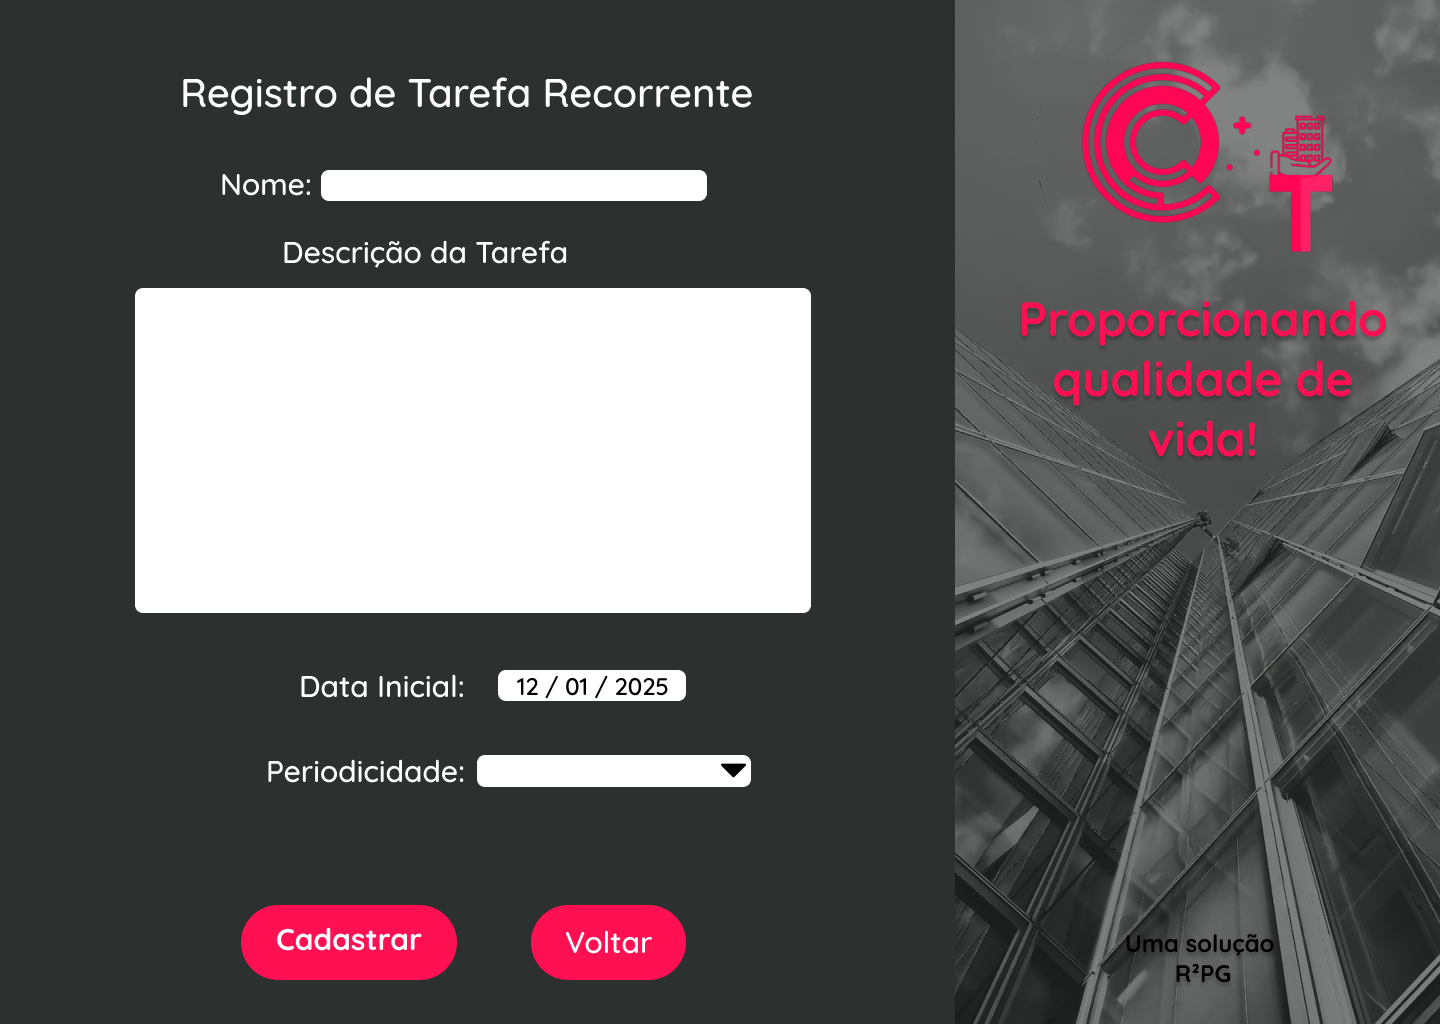 Registro de Tarefa Recorrente
Nome:
Descrição da Tarefa
Data Inicial:
12 / 01 / 2025
Periodicidade:
Cadastrar
Voltar
C T
Proporcionando
qualidade de
vida!
Uma solução
R²PG